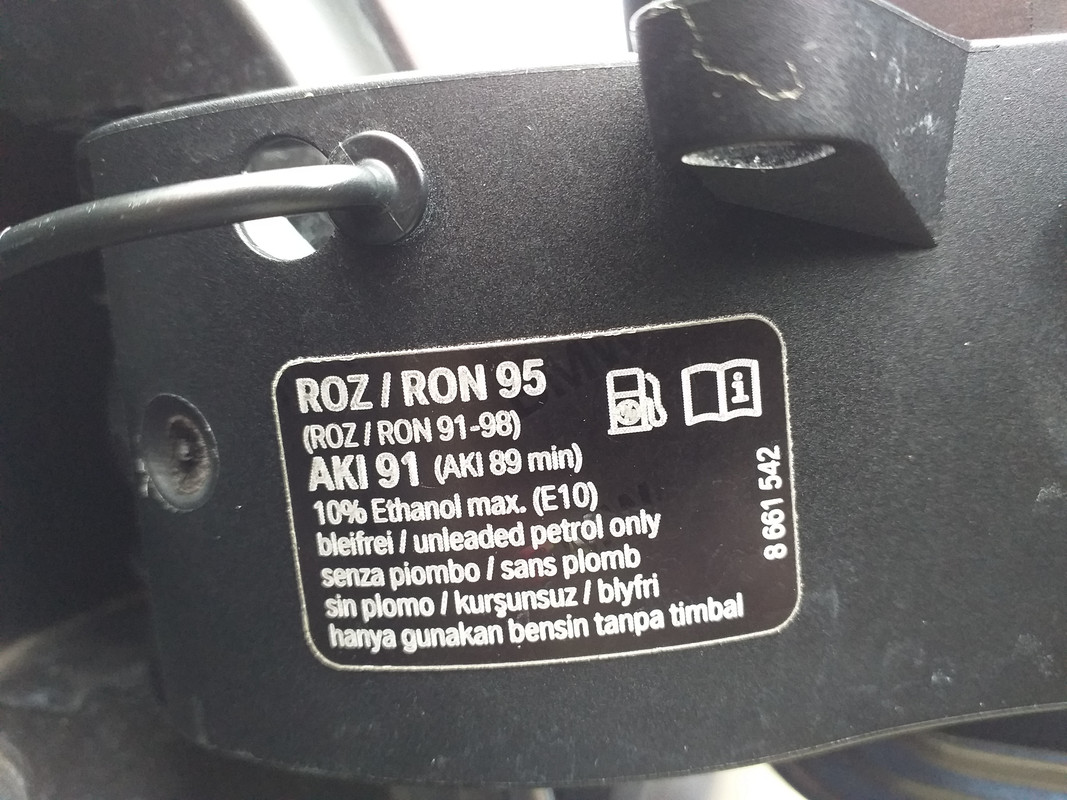 ROZ / RON 95
(ROZ / RON 91-98)
AKI 91 (AKI 89 min)
10% Ethanol max. (E10)
bleifrei / unleaded petrol only
senza piombo / sans plomb
sin plomo / kurşunsuz / blyfri
hanya gunakan bensin tanpa timbal
8 661 542